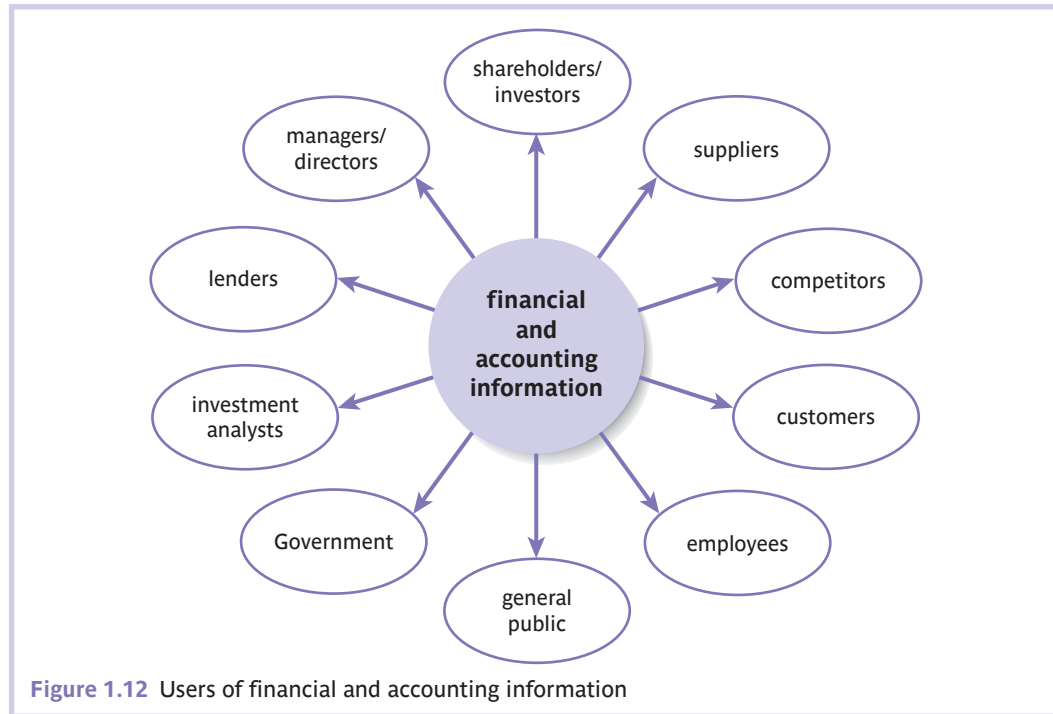 shareholders/
investors
managers/
directors
suppliers
lenders
competitors
financial
and
accounting
information
investment
analysts
customers
Government
employees
general
public
Figure 1.12 Users of financial and accounting information